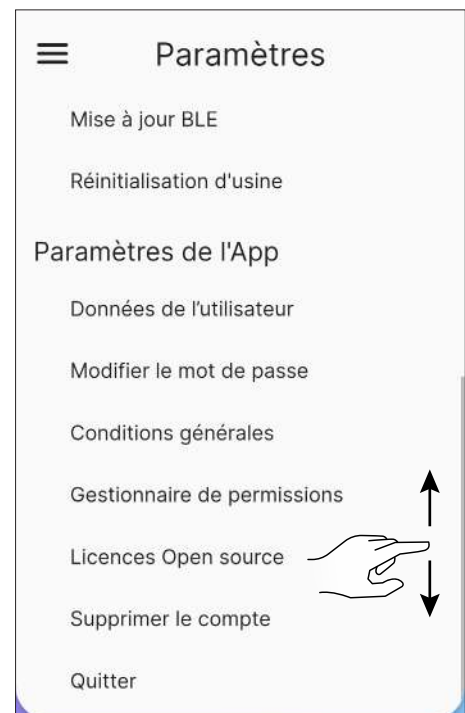 Paramètres
Mise à jour BLE
Réinitialisation d'usine
Paramètres de l'App
Données de l’utilisateur
Modifier le mot de passe
Conditions générales
Gestionnaire de permissions
Licences Open source
Supprimer le compte
Quitter